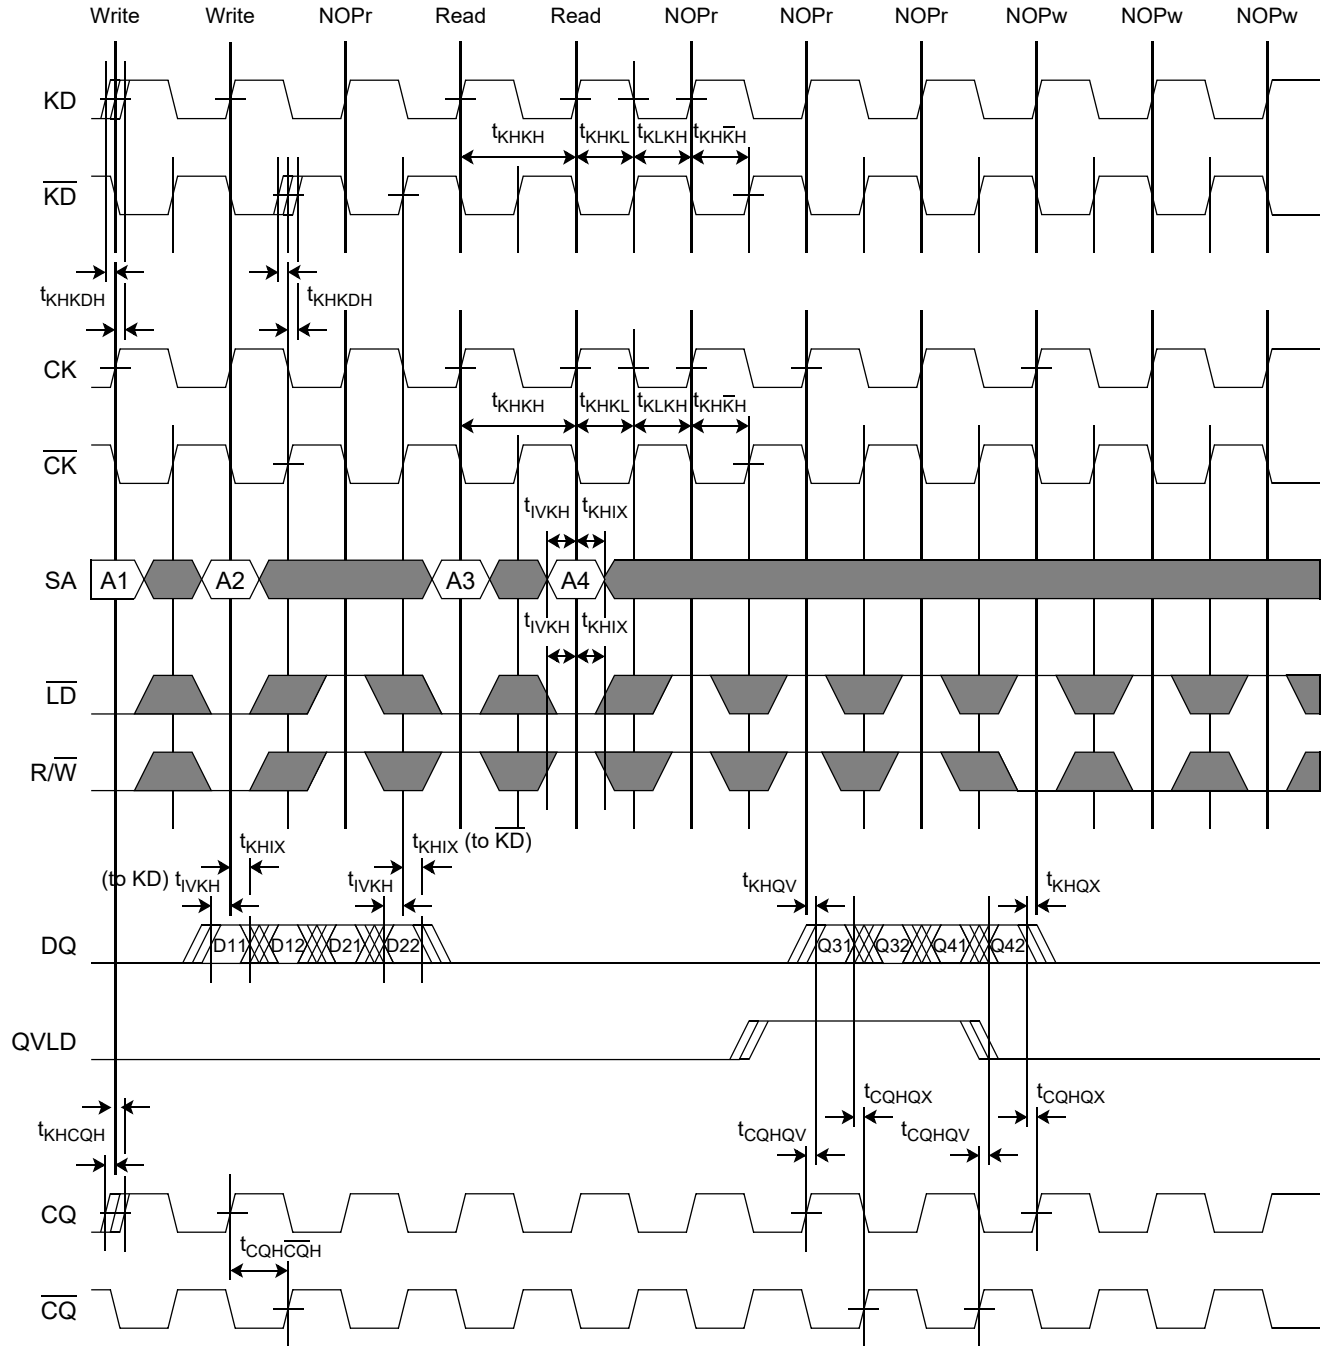 Write Write NOPr Read Read NOPr NOPr NOPr NOPw NOPw NOPw
KD
tKHKH tKHKL tKLKH tKHK̅H
K̅D̅
tKHKDH tKHKDH
CK
tKHKH tKHKL tKLKH tKHK̅H
C̅K̅
tIVKH tKHIX
SA A1 A2 A3 A4
tIVKH tKHIX
L̅D̅
R/W̅
tKHIX tKHIX (to K̅D̅)
(to KD) tIVKH tIVKH tKHQV tKHQX
DQ D11 D12 D21 D22 Q31 Q32 Q41 Q42
QVLD
tCQHQX tCQHQX
tKHCQH tCQHQV tCQHQV
CQ
tCQHC̅Q̅H
C̅Q̅